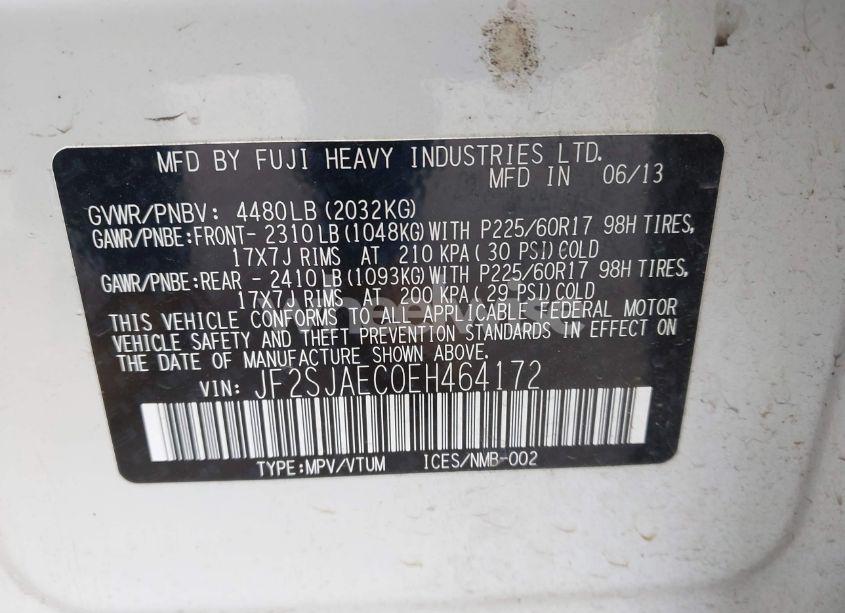 MFD BY FUJI HEAVY INDUSTRIES LTD.
MFD IN 06/13
GVWR/PNBV: 4480LB (2032KG)
GAWR/PNBE:FRONT- 2310 LB (1048KG) WITH P225/60R17 98H TIRES,
17X7J RIMS AT 210 KPA ( 30 PSI) COLD
GAWR/PNBE:REAR - 2410 LB (1093KG) WITH P225/60R17 98H TIRES,
17X7J RIMS AT 200 KPA (29 PSI) COLD
THIS VEHICLE CONFORMS TO ALL APPLICABLE FEDERAL MOTOR
VEHICLE SAFETY AND THEFT PREVENTION STANDARDS IN EFFECT ON
THE DATE OF MANUFACTURE SHOWN ABOVE.
VIN: JF2SJAEC0EH464172
TYPE:MPV/VTUM ICES/NMB-002